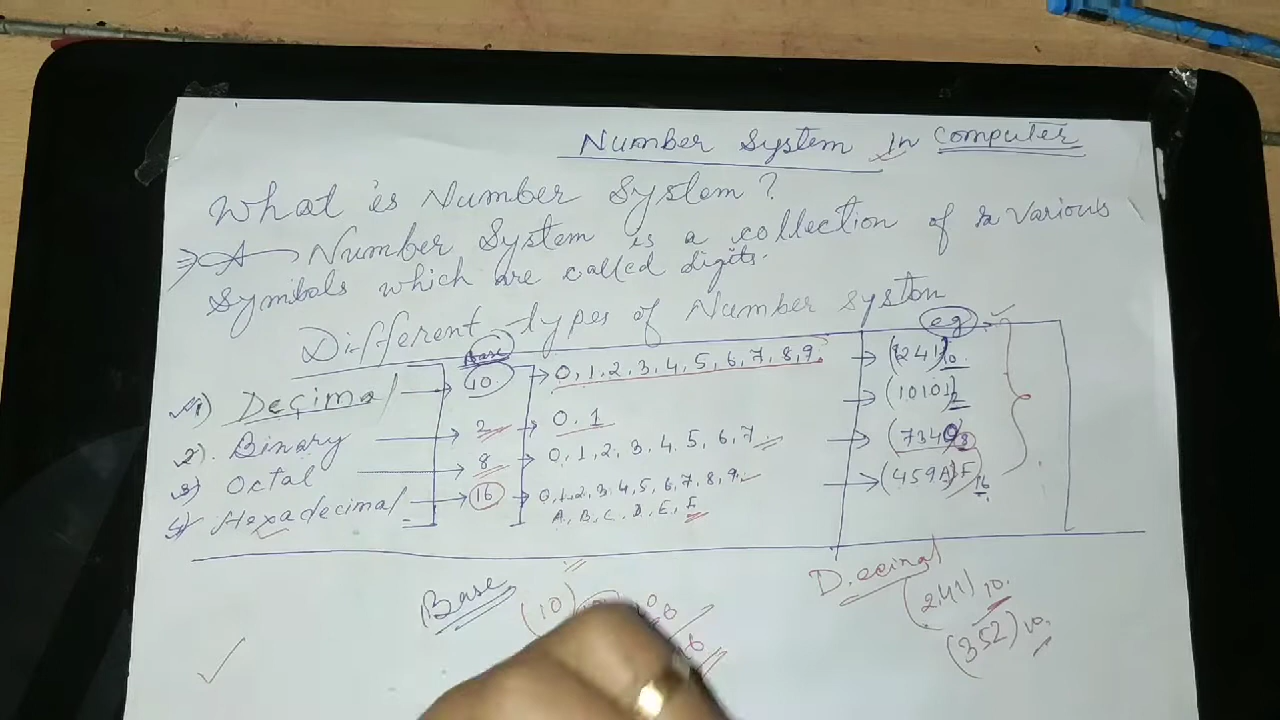 Number System in Computer
What is Number System?
⇒ A Number System is a collection of various
Symbols which are called digits.
Different types of Number System
Base eg
1) Decimal → 10 → 0, 1, 2, 3, 4, 5, 6, 7, 8, 9. → (241)10.
2). Binary → 2 → 0, 1 → (10101)2
3) Octal → 8 → 0, 1, 2, 3, 4, 5, 6, 7 → (734)8
4) Hexadecimal → 16 → 0, 1, 2, 3, 4, 5, 6, 7, 8, 9. → (459A)F, 16
A, B, C, D, E, F
Base (10) Decimal (241)10.
(352)10.